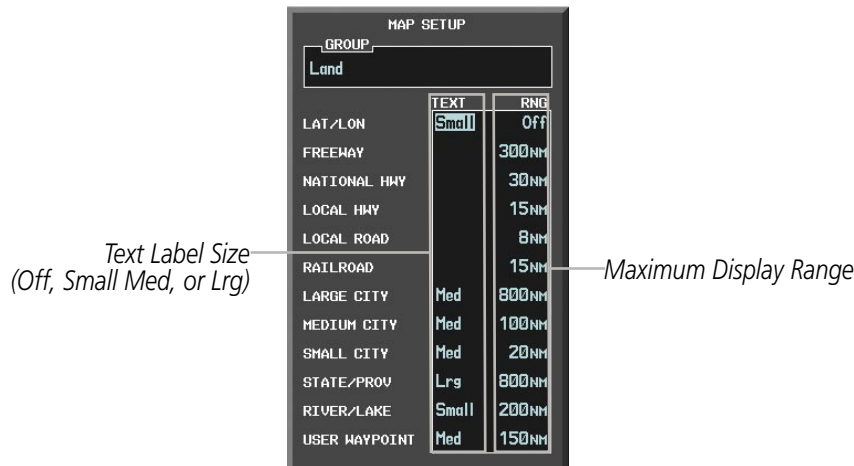 MAP SETUP
GROUP
Land
TEXT RNG
LAT/LON Small Off
FREEWAY 300NM
NATIONAL HWY 30NM
LOCAL HWY 15NM
LOCAL ROAD 8NM
RAILROAD 15NM
LARGE CITY Med 800NM
MEDIUM CITY Med 100NM
SMALL CITY Med 20NM
STATE/PROV Lrg 800NM
RIVER/LAKE Small 200NM
USER WAYPOINT Med 150NM
Text Label Size
(Off, Small Med, or Lrg)
Maximum Display Range